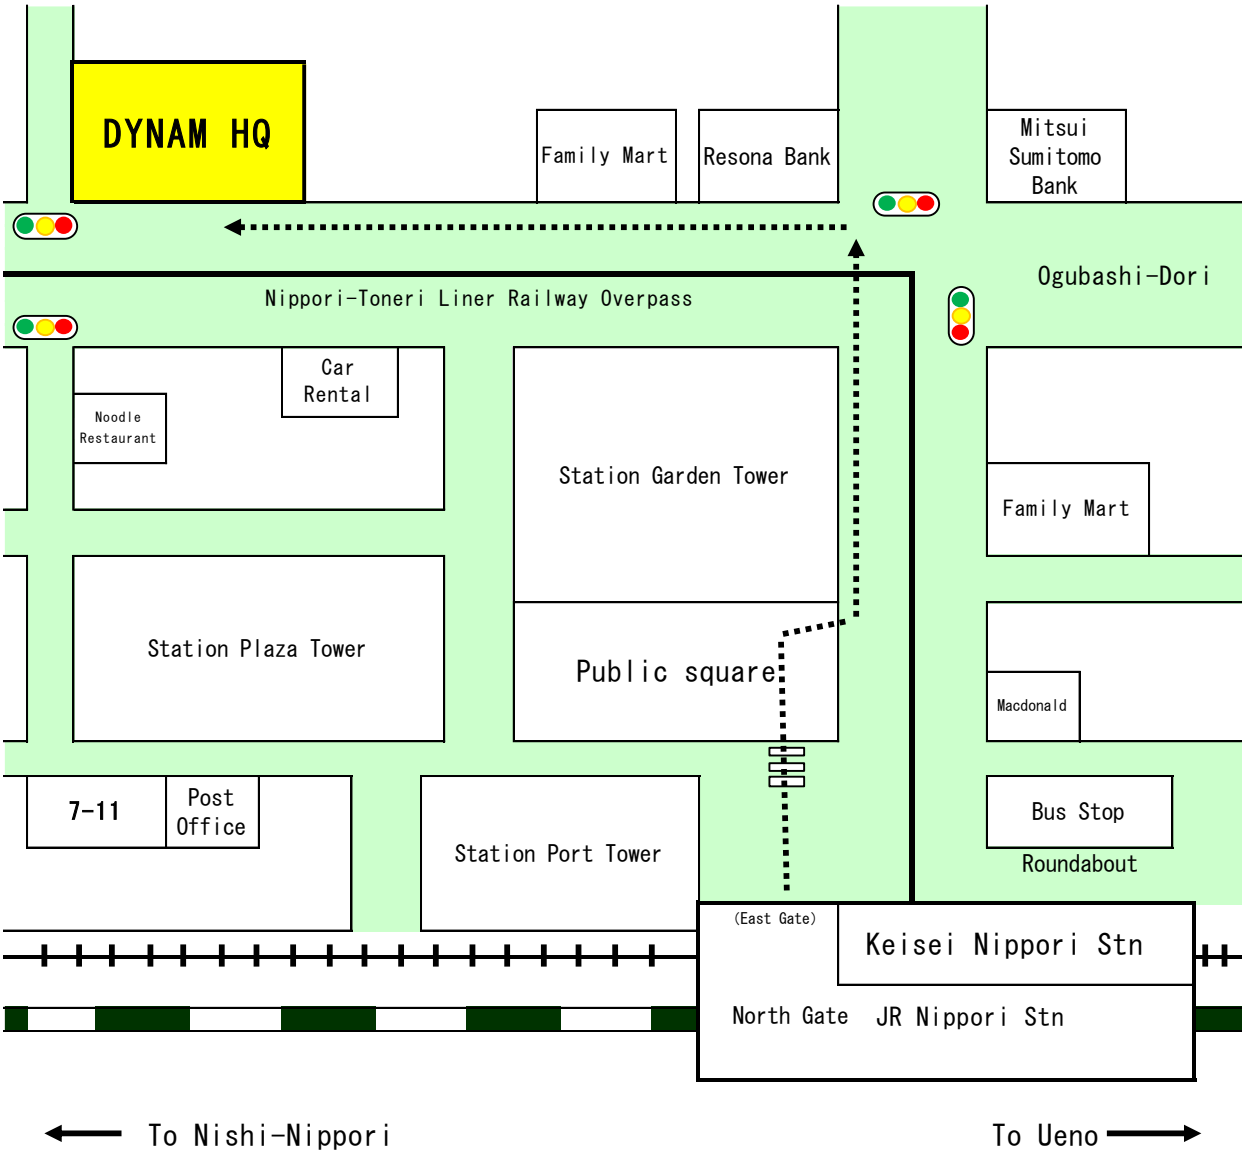 DYNAM HQ
Family Mart
Resona Bank
Mitsui
Sumitomo
Bank
Ogubashi-Dori
Nippori-Toneri Liner Railway Overpass
Car
Rental
Noodle
Restaurant
Station Garden Tower
Family Mart
Station Plaza Tower
Public square
Macdonald
7-11
Post
Office
Station Port Tower
Bus Stop
Roundabout
(East Gate)
Keisei Nippori Stn
North Gate
JR Nippori Stn
To Nishi-Nippori
To Ueno